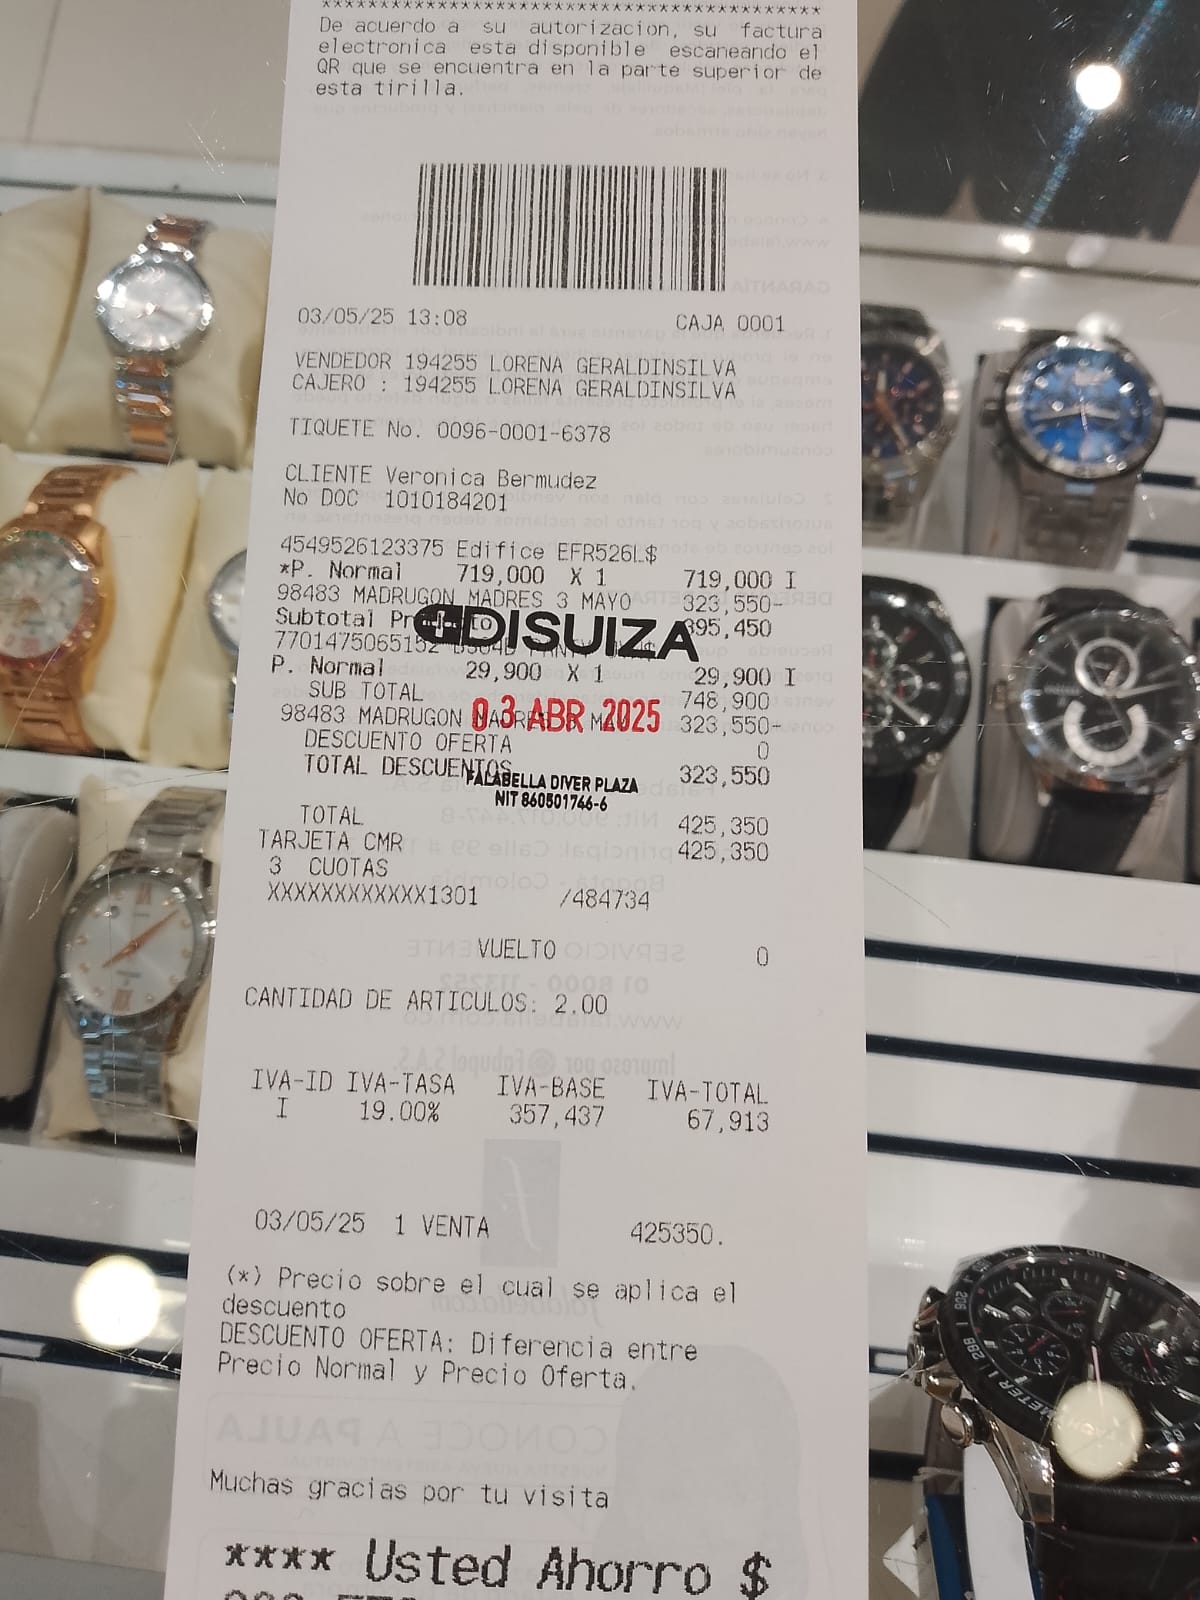 ****************************************
De acuerdo a su autorizacion, su factura
electronica esta disponible escaneando el
QR que se encuentra en la parte superior de
esta tirilla.
03/05/25 13:08 CAJA 0001
VENDEDOR 194255 LORENA GERALDINSILVA
CAJERO : 194255 LORENA GERALDINSILVA
TIQUETE No. 0096-0001-6378
CLIENTE Veronica Bermudez
No DOC 1010184201
4549526123375 Edifice EFR526L$
*P. Normal 719,000 X 1 719,000 I
98483 MADRUGON MADRES 3 MAYO 323,550-
Subtotal Producto 395,450
DISUIZA
7701475065152
P. Normal 29,900 X 1 29,900 I
SUB TOTAL 748,900
98483 MADRUGON MADRES 3 MAYO 323,550-
03 ABR 2025
DESCUENTO OFERTA 0
TOTAL DESCUENTOS 323,550
FALABELLA DIVER PLAZA
NIT 860501746-6
TOTAL 425,350
TARJETA CMR 425,350
3 CUOTAS
XXXXXXXXXXXX1301 /484734
VUELTO 0
CANTIDAD DE ARTICULOS: 2.00
IVA-ID IVA-TASA IVA-BASE IVA-TOTAL
I 19.00% 357,437 67,913
03/05/25 1 VENTA 425350.
(*) Precio sobre el cual se aplica el
descuento
DESCUENTO OFERTA: Diferencia entre
Precio Normal y Precio Oferta.
Muchas gracias por tu visita
**** Usted Ahorro $